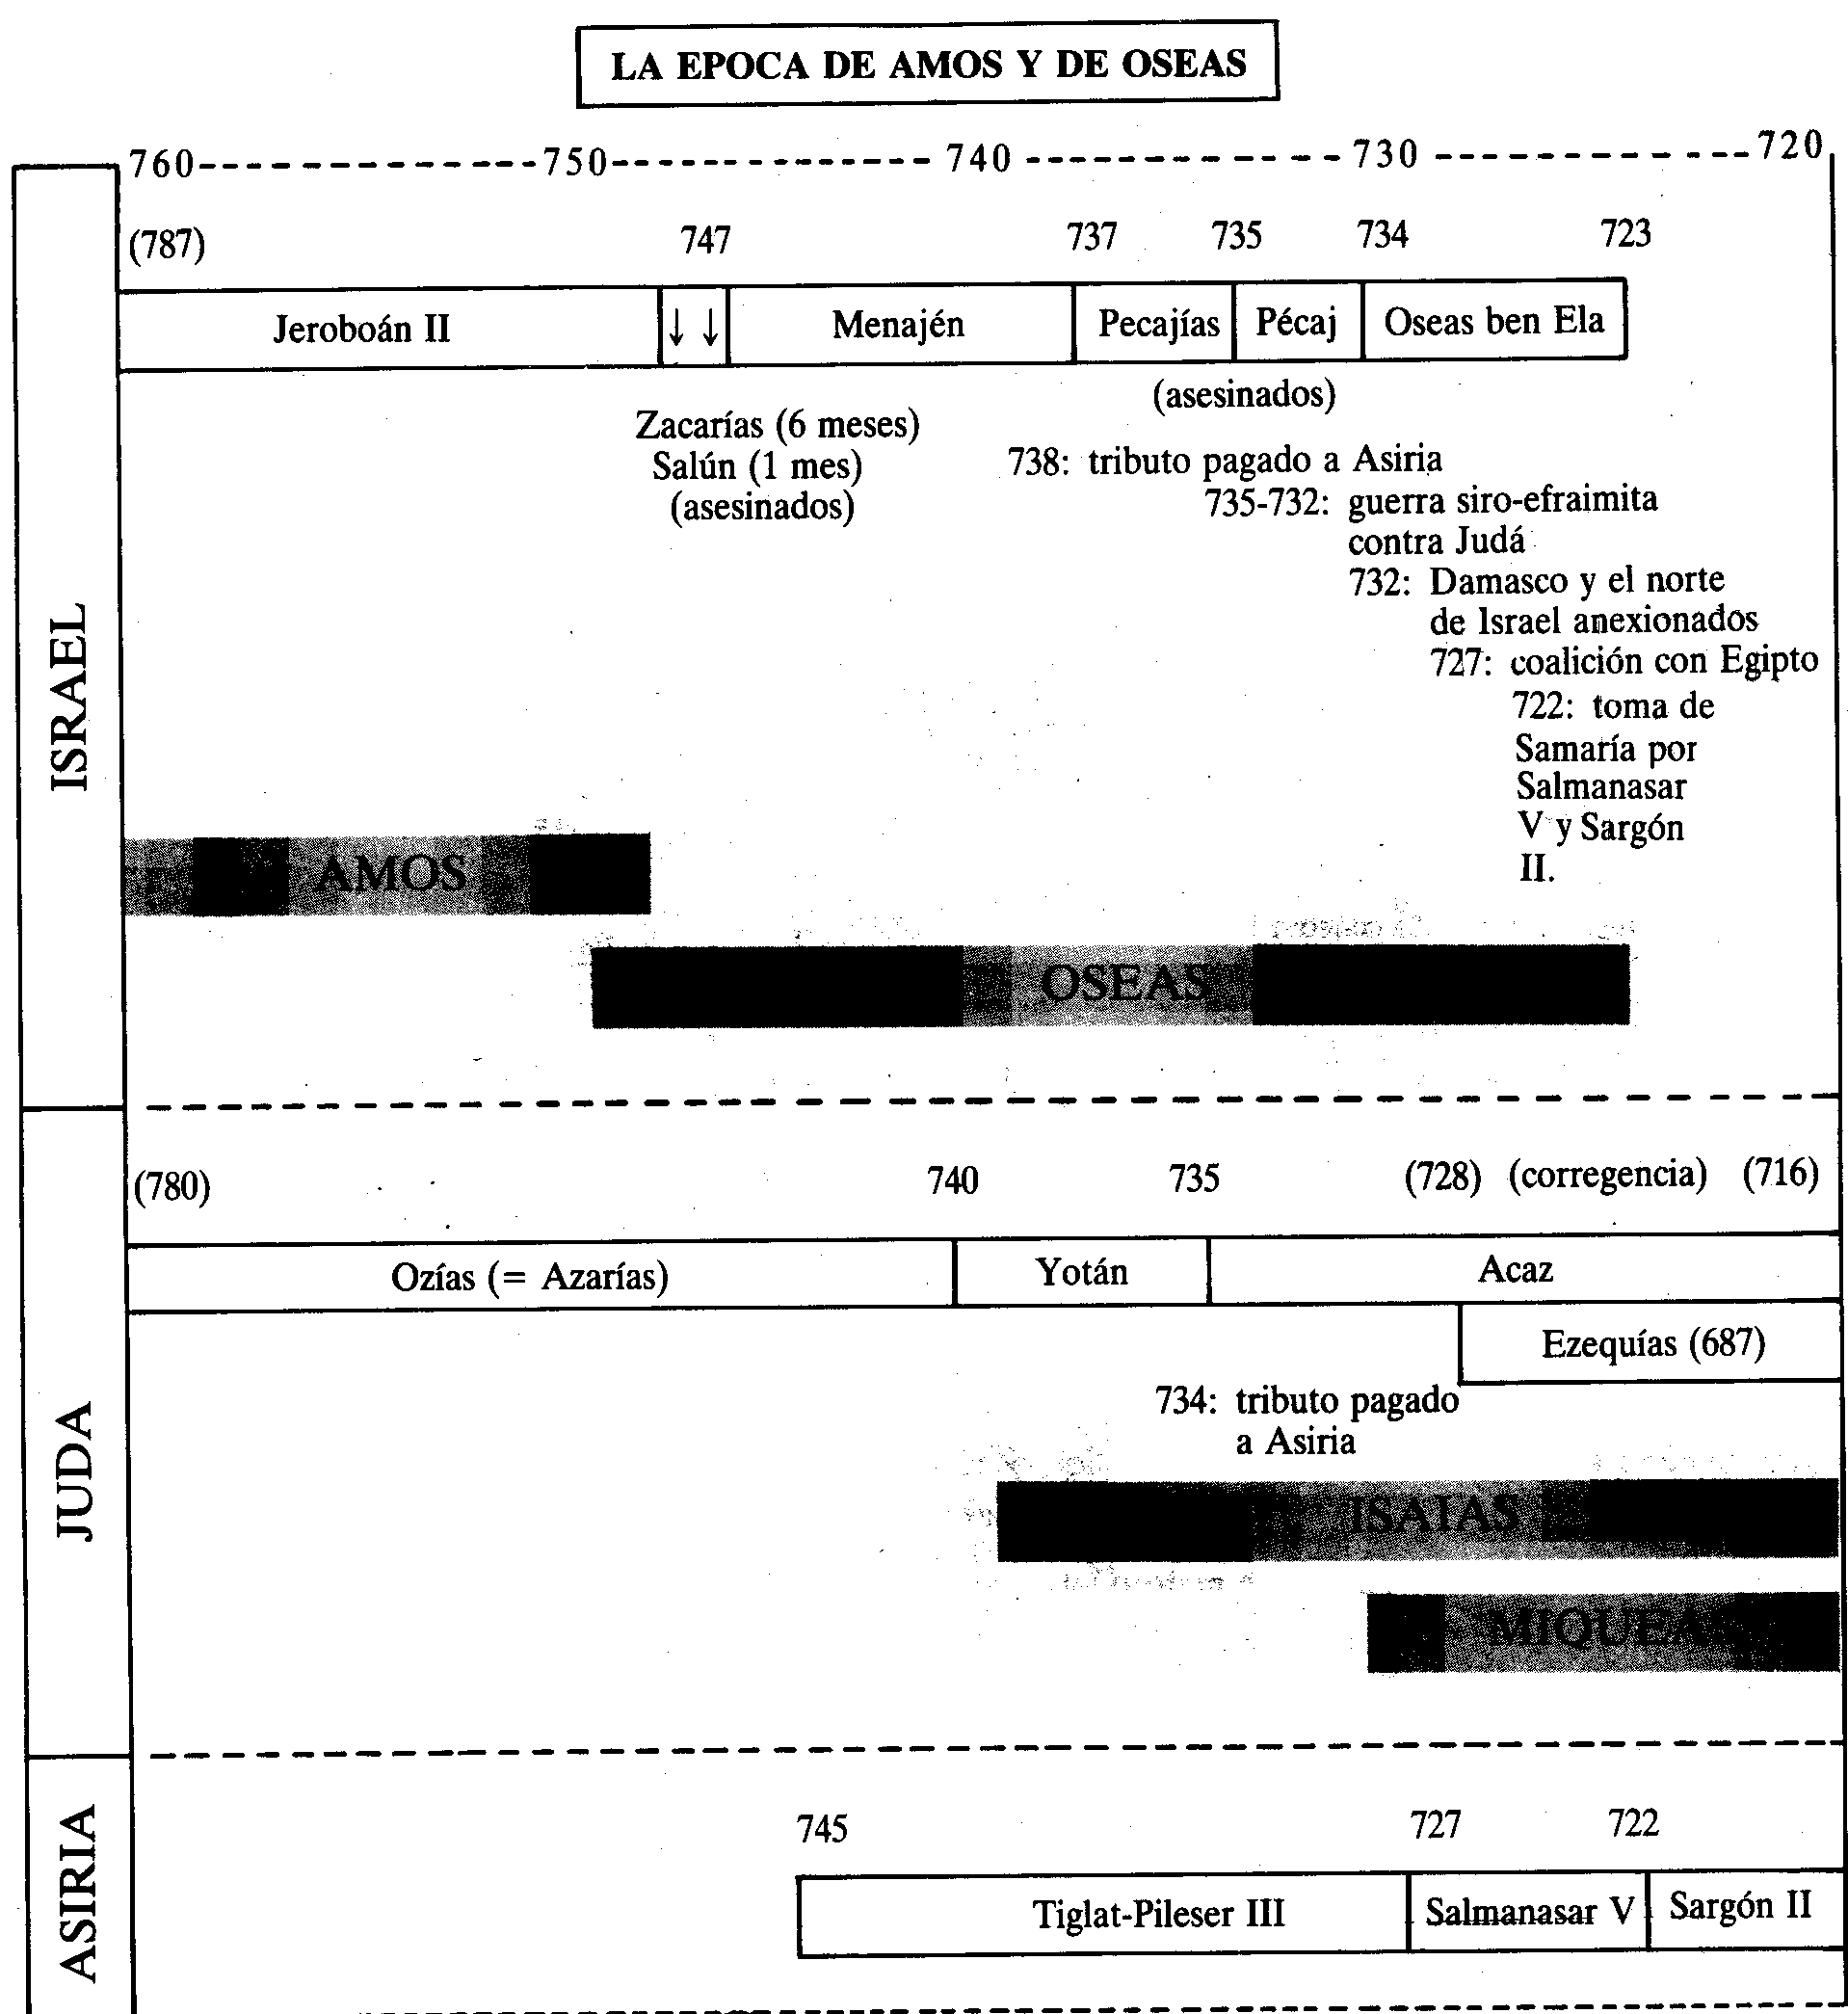 LA EPOCA DE AMOS Y DE OSEAS
760 750 740 730 720
ISRAEL
(787) 747 737 735 734 723
Jeroboán II ↓ ↓ Menajén Pecajías Pécaj Oseas ben Ela
(asesinados)
Zacarías (6 meses)
Salún (1 mes)
(asesinados)
738: tributo pagado a Asiria
735-732: guerra siro-efraimita
contra Judá
732: Damasco y el norte
de Israel anexionados
727: coalición con Egipto
722: toma de
Samaría por
Salmanasar
V y Sargón
II.
AMOS
OSEAS
JUDA
(780) 740 735 (728) (corregencia) (716)
Ozías (= Azarías) Yotán Acaz
Ezequías (687)
734: tributo pagado
a Asiria
ISAIAS
MIQUEAS
ASIRIA
745 727 722
Tiglat-Pileser III Salmanasar V Sargón II